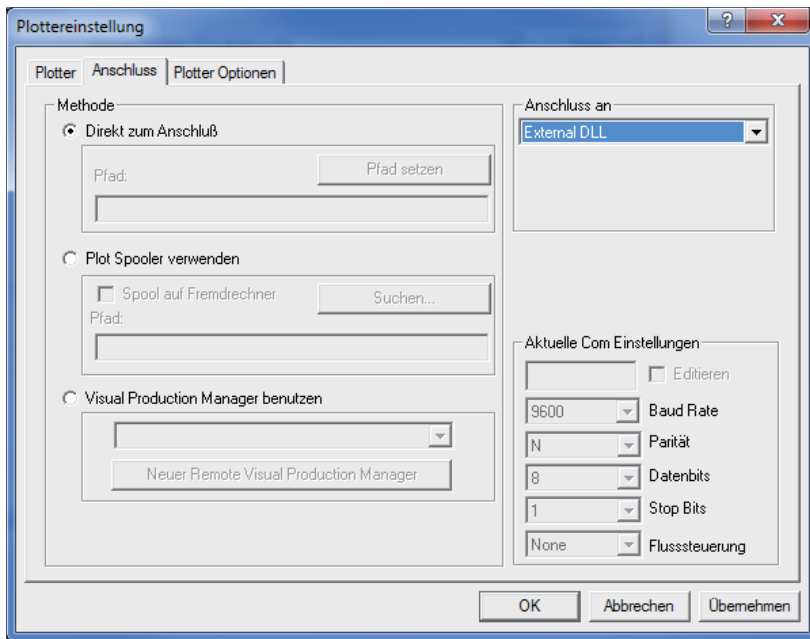 Plottereinstellung
Plotter
Anschluss
Plotter Optionen
Methode
Direkt zum Anschluß
Pfad:
Pfad setzen
Plot Spooler verwenden
Spool auf Fremdrechner
Suchen...
Pfad:
Visual Production Manager benutzen
Neuer Remote Visual Production Manager
Anschluss an
External DLL
Aktuelle Com Einstellungen
Editieren
9600
Baud Rate
N
Parität
8
Datenbits
1
Stop Bits
None
Flusssteuerung
OK
Abbrechen
Übernehmen